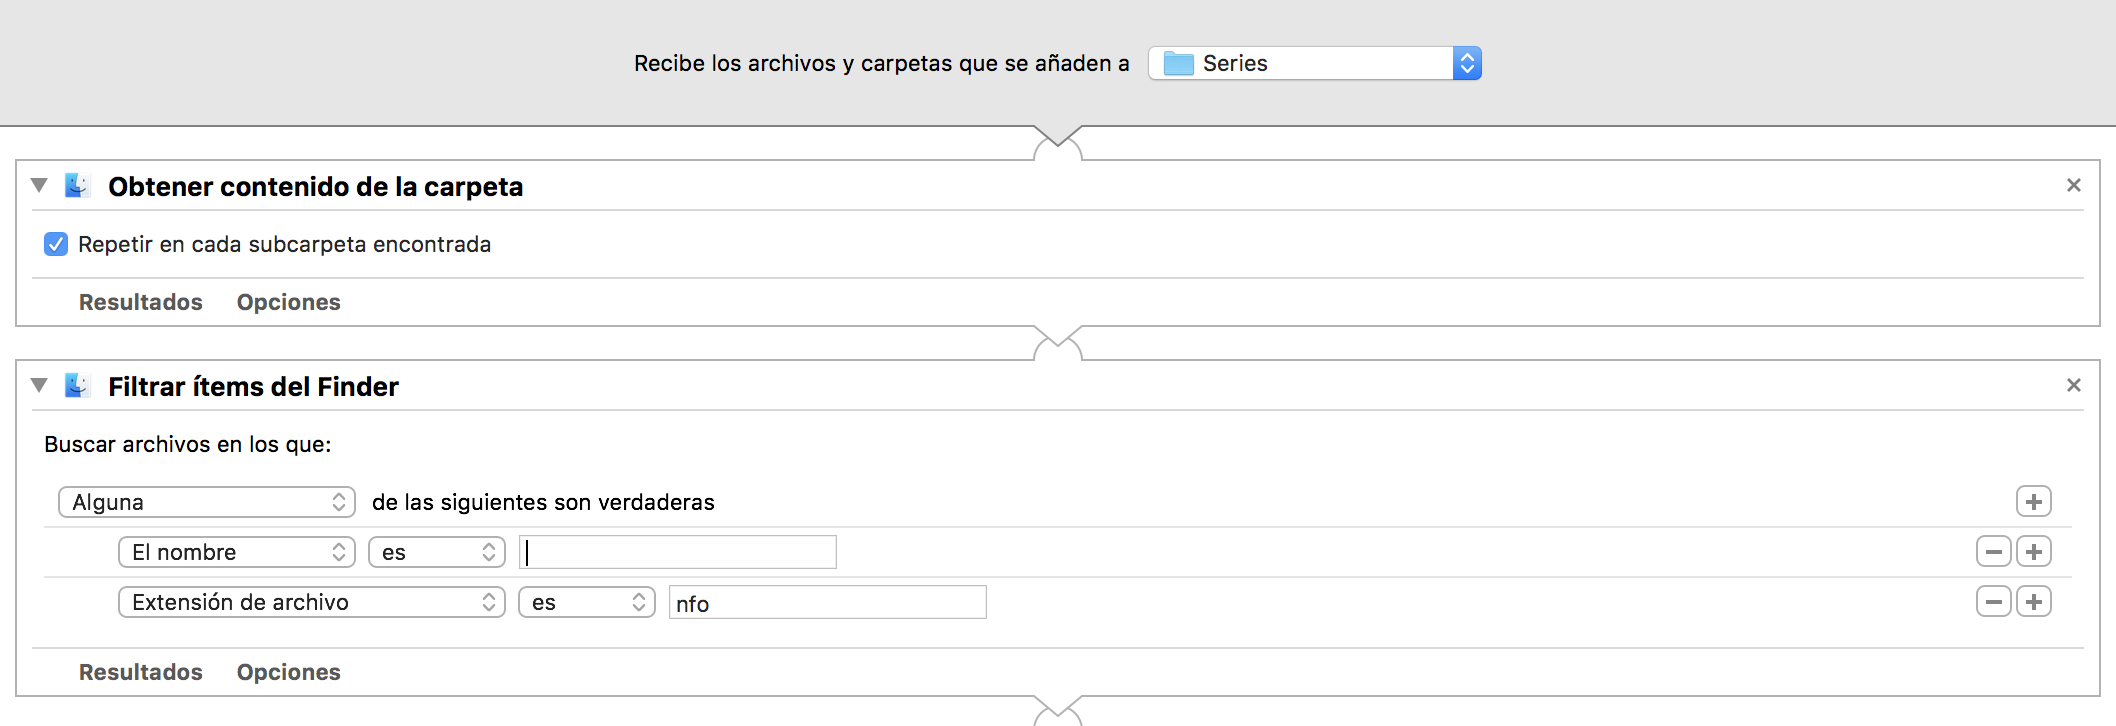 Recibe los archivos y carpetas que se añaden a Series
Obtener contenido de la carpeta
Repetir en cada subcarpeta encontrada
Resultados Opciones
Filtrar ítems del Finder
Buscar archivos en los que:
Alguna de las siguientes son verdaderas
El nombre es
Extensión de archivo es nfo
Resultados Opciones